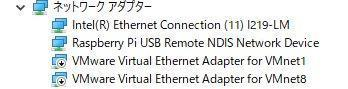 ネットワーク アダプター
Intel(R) Ethernet Connection (11) I219-LM
Raspberry Pi USB Remote NDIS Network Device
VMware Virtual Ethernet Adapter for VMnet1
VMware Virtual Ethernet Adapter for VMnet8